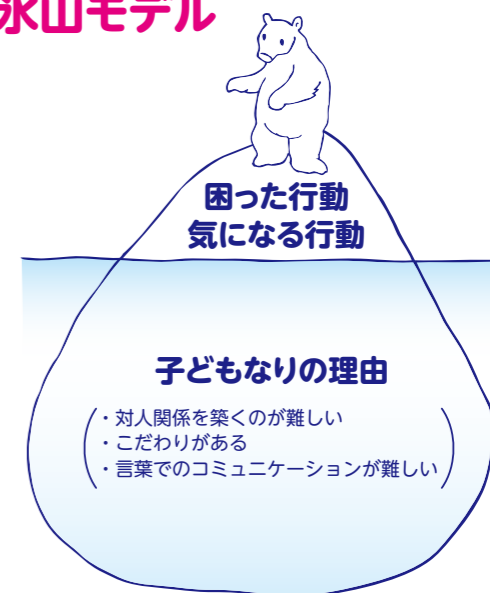 氷山モデル
困った行動
気になる行動
子どもなりの理由
・対人関係を築くのが難しい
・こだわりがある
・言葉でのコミュニケーションが難しい